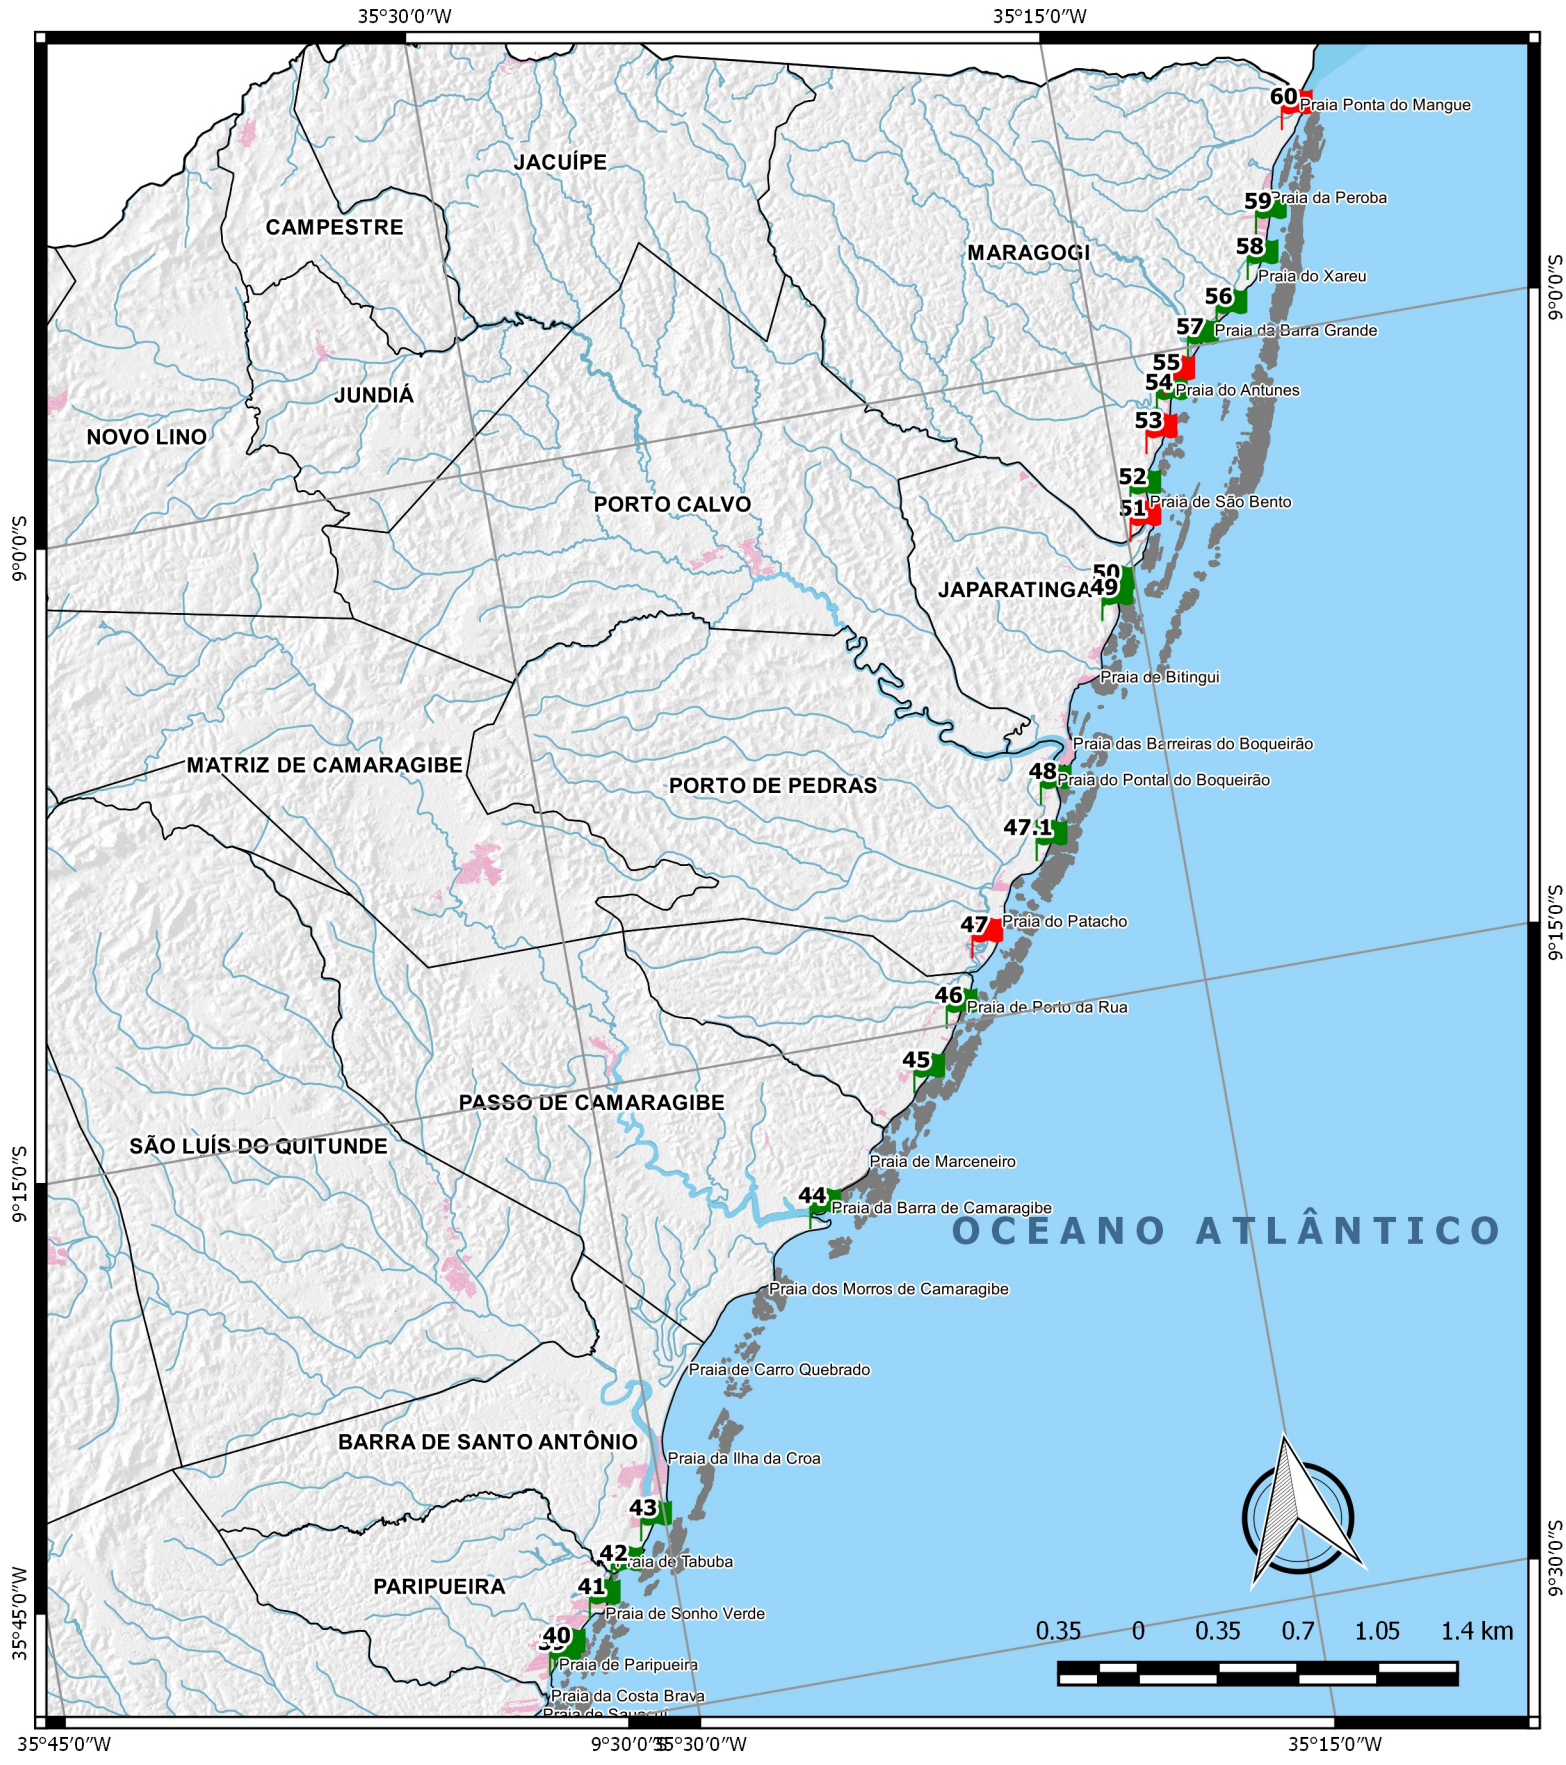 35°30'0"W
35°15'0"W
60
Praia Ponta do Mangue
JACUÍPE
59
Praia da Peroba
CAMPESTRE
MARAGOGI
58
Praia do Xareu
9°0'0"S
56
57
Praia da Barra Grande
55
54
Praia do Antunes
JUNDIÁ
53
NOVO LINO
52
PORTO CALVO
51
Praia de São Bento
9°0'0"S
50
JAPARATINGA
49
Praia de Bitingui
Praia das Barreiras do Boqueirão
MATRIZ DE CAMARAGIBE
48
Praia do Pontal do Boqueirão
PORTO DE PEDRAS
47.1
47
Praia do Patacho
9°15'0"S
46
Praia de Porto da Rua
45
PASSO DE CAMARAGIBE
SÃO LUÍS DO QUITUNDE
Praia de Marceneiro
9°15'0"S
44
Praia da Barra de Camaragibe
OCEANO ATLÂNTICO
Praia dos Morros de Camaragibe
Praia de Carro Quebrado
BARRA DE SANTO ANTÔNIO
Praia da Ilha da Croa
43
42
Praia de Tabuba
9°30'0"S
PARIPUEIRA
41
Praia de Sonho Verde
35°45'0"W
0.35 0 0.35 0.7 1.05 1.4 km
40
39
Praia de Paripueira
Praia da Costa Brava
Praia de Sauaçui
35°45'0"W
9°30'0"S
35°30'0"W
35°15'0"W